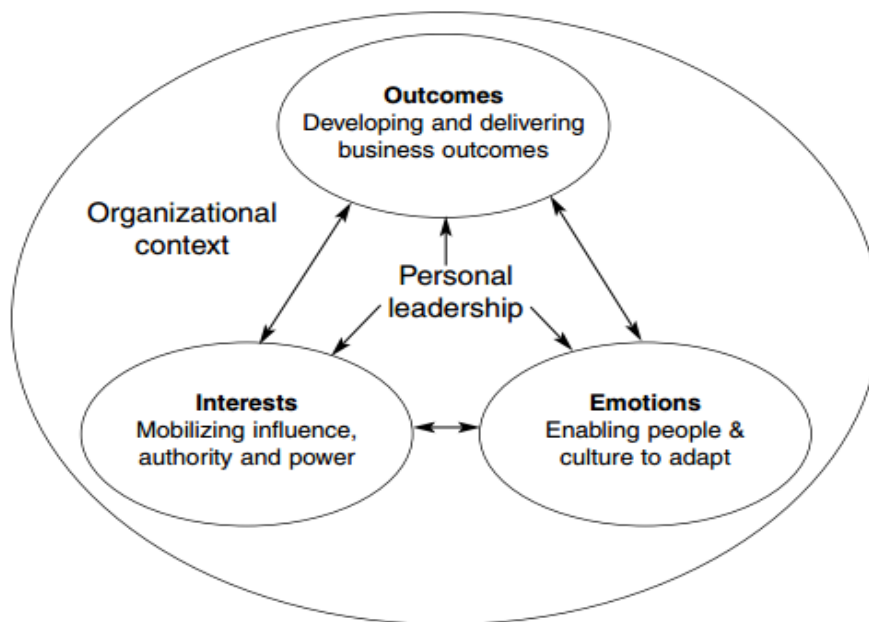 Outcomes
Developing and delivering
business outcomes
Organizational
context
Personal
leadership
Interests
Mobilizing influence,
authority and power
Emotions
Enabling people &
culture to adapt